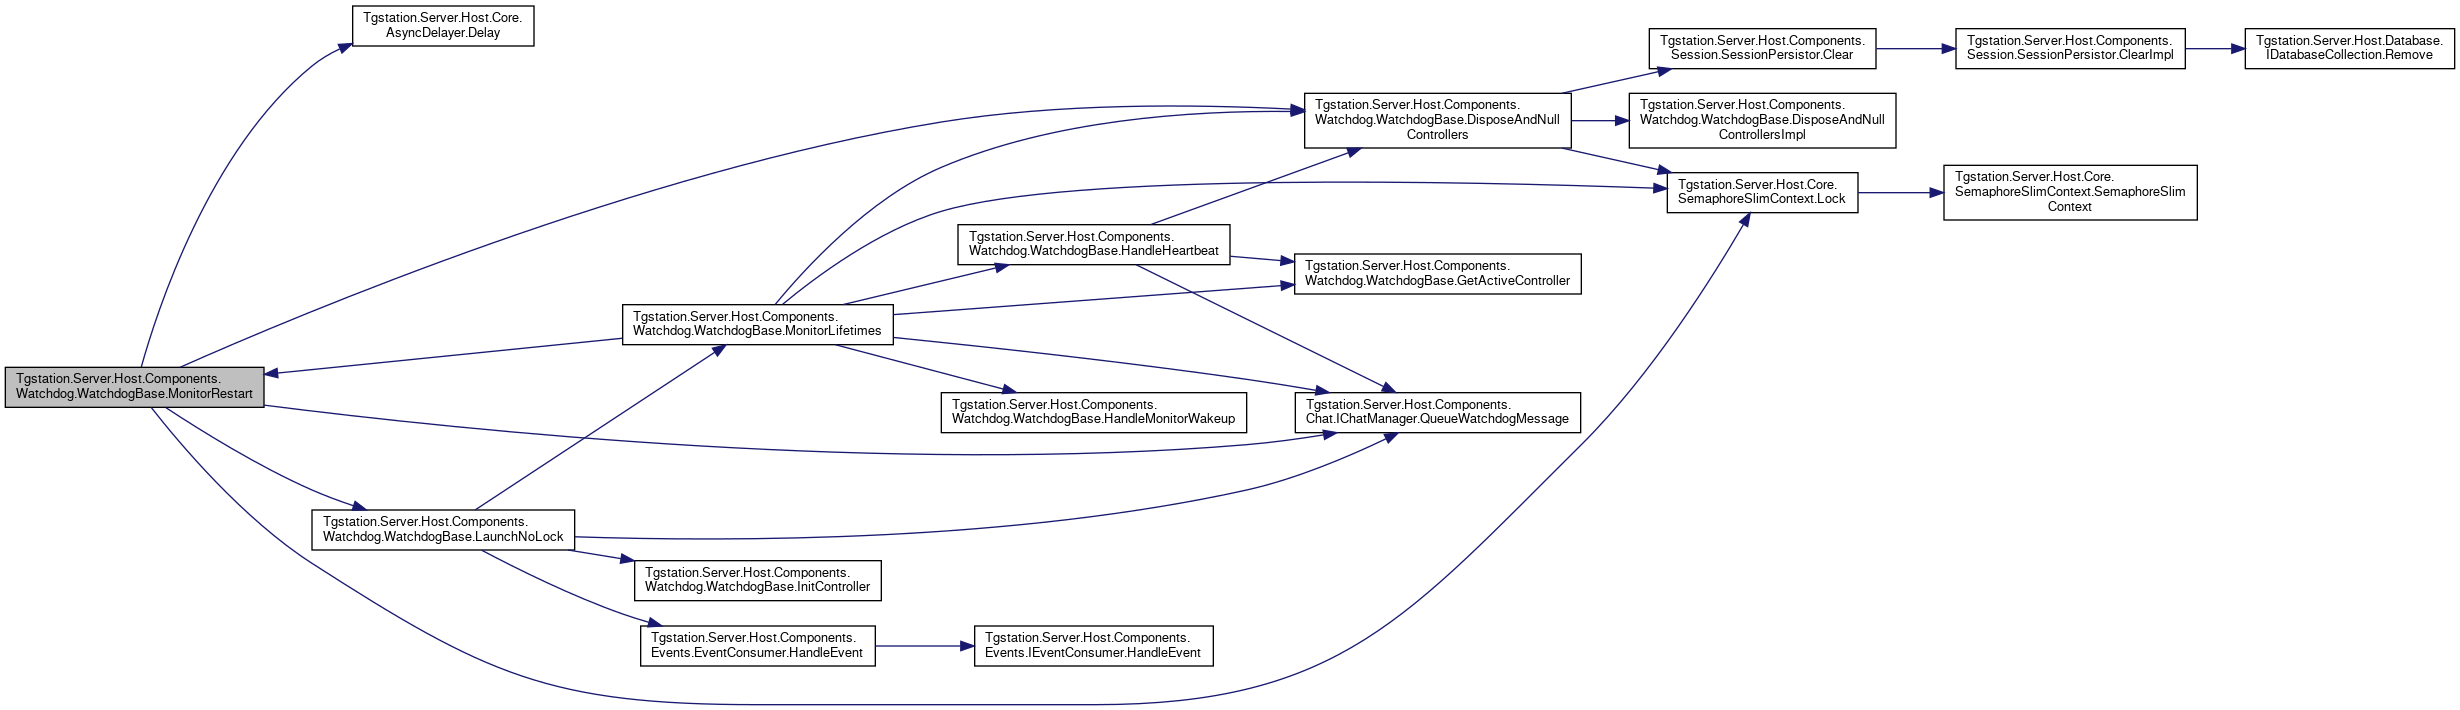 Tgstation.Server.Host.Components.
Watchdog.WatchdogBase.MonitorRestart
Tgstation.Server.Host.Core.
AsyncDelayer.Delay
Tgstation.Server.Host.Components.
Watchdog.WatchdogBase.MonitorLifetimes
Tgstation.Server.Host.Components.
Watchdog.WatchdogBase.LaunchNoLock
Tgstation.Server.Host.Components.
Watchdog.WatchdogBase.InitController
Tgstation.Server.Host.Components.
Events.EventConsumer.HandleEvent
Tgstation.Server.Host.Components.
Watchdog.WatchdogBase.HandleHeartbeat
Tgstation.Server.Host.Components.
Watchdog.WatchdogBase.HandleMonitorWakeup
Tgstation.Server.Host.Components.
Events.IEventConsumer.HandleEvent
Tgstation.Server.Host.Components.
Watchdog.WatchdogBase.DisposeAndNull
Controllers
Tgstation.Server.Host.Components.
Watchdog.WatchdogBase.GetActiveController
Tgstation.Server.Host.Components.
Chat.IChatManager.QueueWatchdogMessage
Tgstation.Server.Host.Components.
Session.SessionPersistor.Clear
Tgstation.Server.Host.Components.
Watchdog.WatchdogBase.DisposeAndNull
ControllersImpl
Tgstation.Server.Host.Core.
SemaphoreSlimContext.Lock
Tgstation.Server.Host.Components.
Session.SessionPersistor.ClearImpl
Tgstation.Server.Host.Core.
SemaphoreSlimContext.SemaphoreSlim
Context
Tgstation.Server.Host.Database.
IDatabaseCollection.Remove